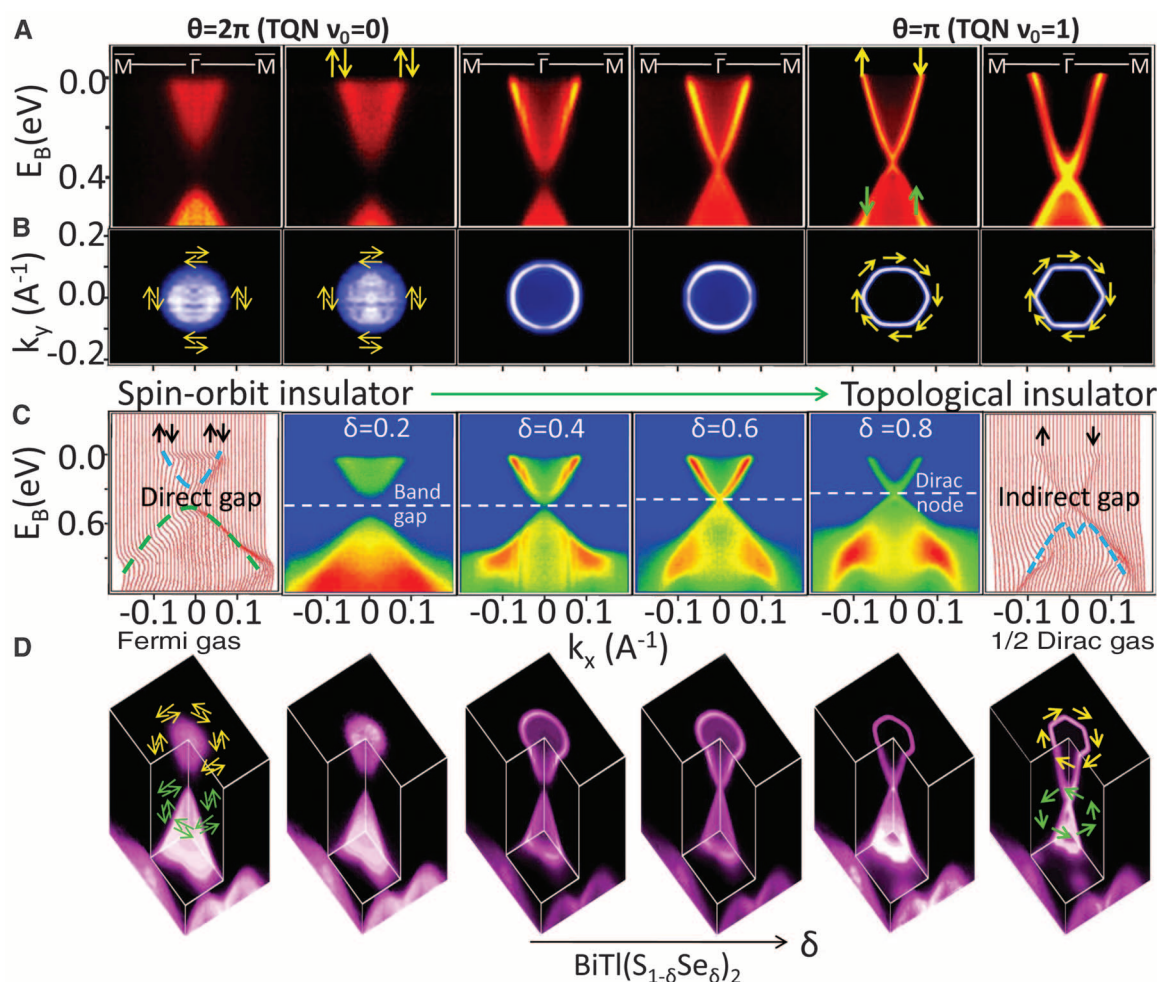 A
θ=2π (TQN ν₀=0)
θ=π (TQN ν₀=1)
M̅ Γ̅ M̅
M̅ Γ̅ M̅
M̅ Γ̅ M̅
M̅ Γ̅ M̅
M̅ Γ̅ M̅
M̅ Γ̅ M̅
E_B(eV)
0.0
0.4
B
k_y (A⁻¹)
0.2
0.0
-0.2
Spin-orbit insulator
Topological insulator
C
E_B(eV)
0.0
0.6
Direct gap
δ=0.2
Band
gap
δ=0.4
δ=0.6
δ=0.8
Dirac
node
Indirect gap
-0.1 0 0.1
-0.1 0 0.1
-0.1 0 0.1
-0.1 0 0.1
-0.1 0 0.1
-0.1 0 0.1
Fermi gas
k_x (A⁻¹)
1/2 Dirac gas
D
δ
BiTl(S₁₋δSeδ)₂